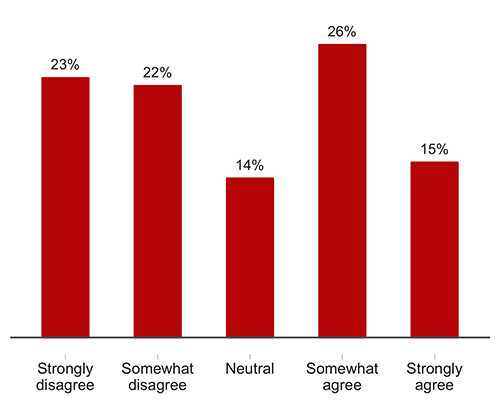 23%
22%
14%
26%
15%
Strongly
disagree
Somewhat
disagree
Neutral
Somewhat
agree
Strongly
agree